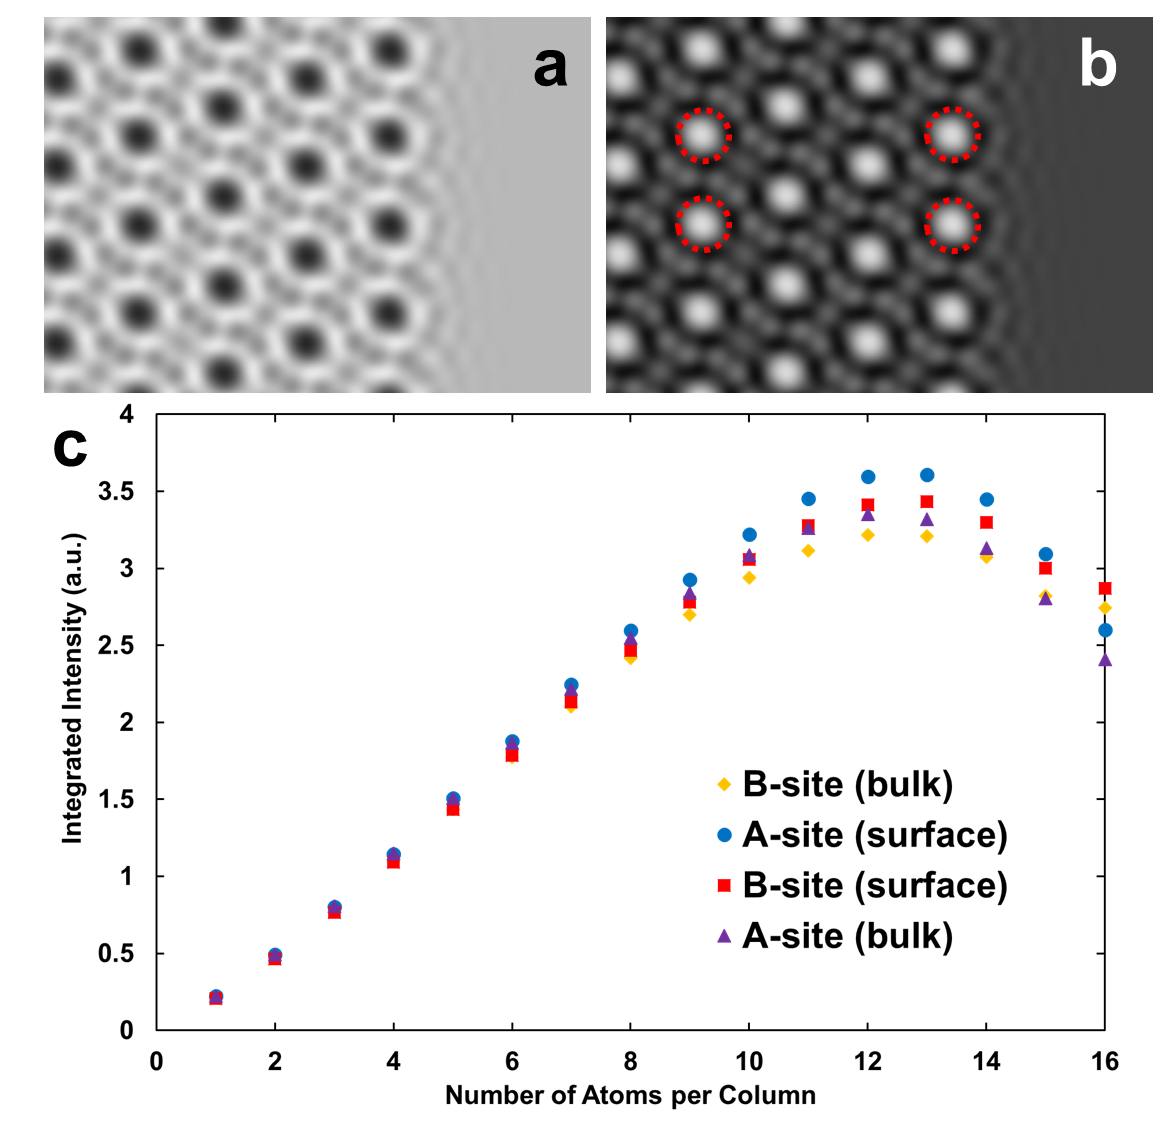 a
b
c
4
3.5
3
2.5
2
1.5
1
0.5
0
Integrated Intensity (a.u.)
B-site (bulk)
A-site (surface)
B-site (surface)
A-site (bulk)
0 2 4 6 8 10 12 14 16
Number of Atoms per Column